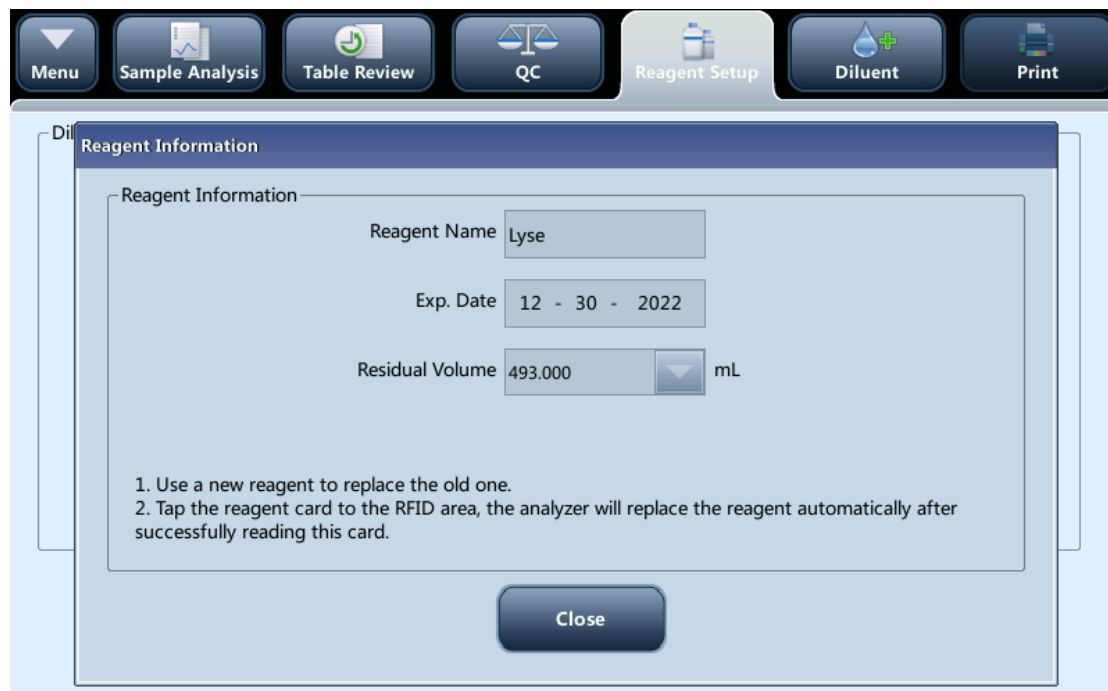 Menu
Sample Analysis
Table Review
QC
Reagent Setup
Diluent
Print
Reagent Information
Reagent Information
Reagent Name Lyse
Exp. Date 12 - 30 - 2022
Residual Volume 493.000 mL
1. Use a new reagent to replace the old one.
2. Tap the reagent card to the RFID area, the analyzer will replace the reagent automatically after
successfully reading this card.
Close